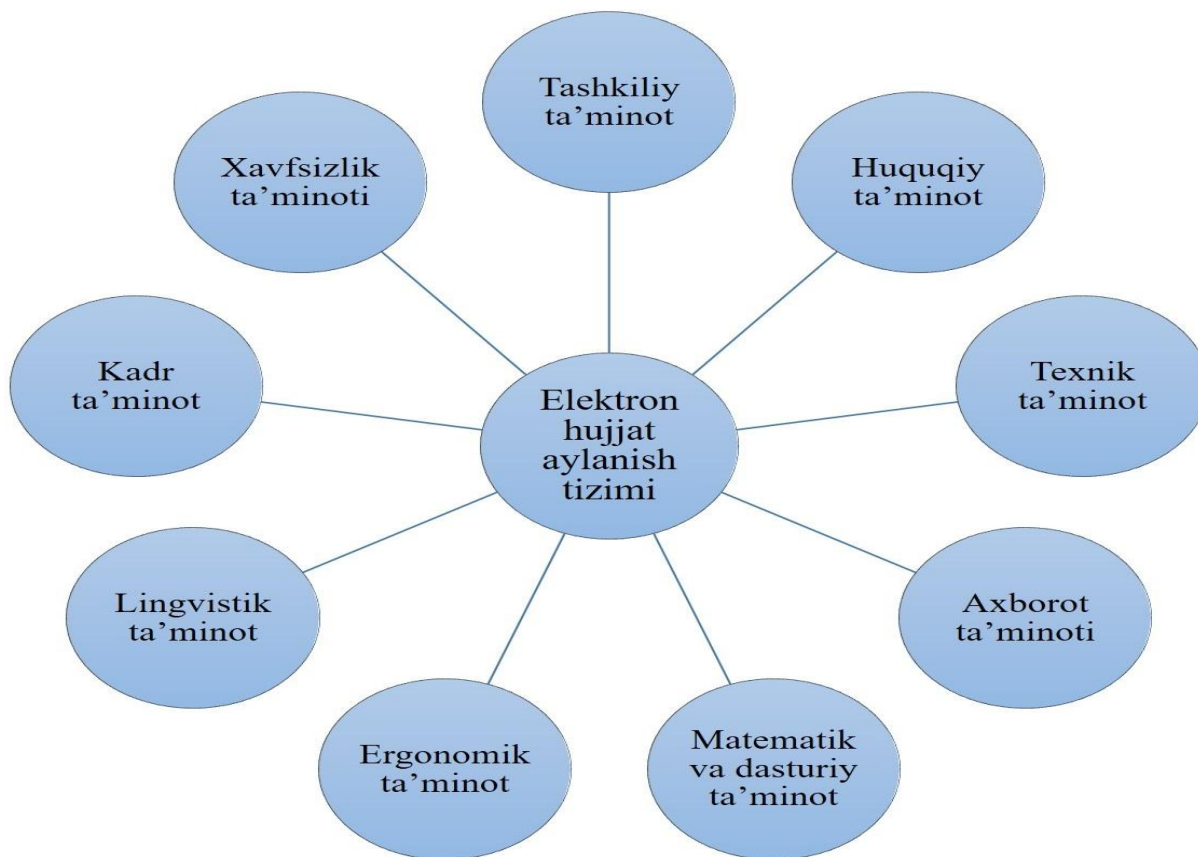 Tashkiliy
ta’minot
Huquqiy
ta’minot
Texnik
ta’minot
Axborot
ta’minoti
Matematik
va dasturiy
ta’minot
Ergonomik
ta’minot
Lingvistik
ta’minot
Kadr
ta’minot
Xavfsizlik
ta’minoti
Elektron
hujjat
aylanish
tizimi